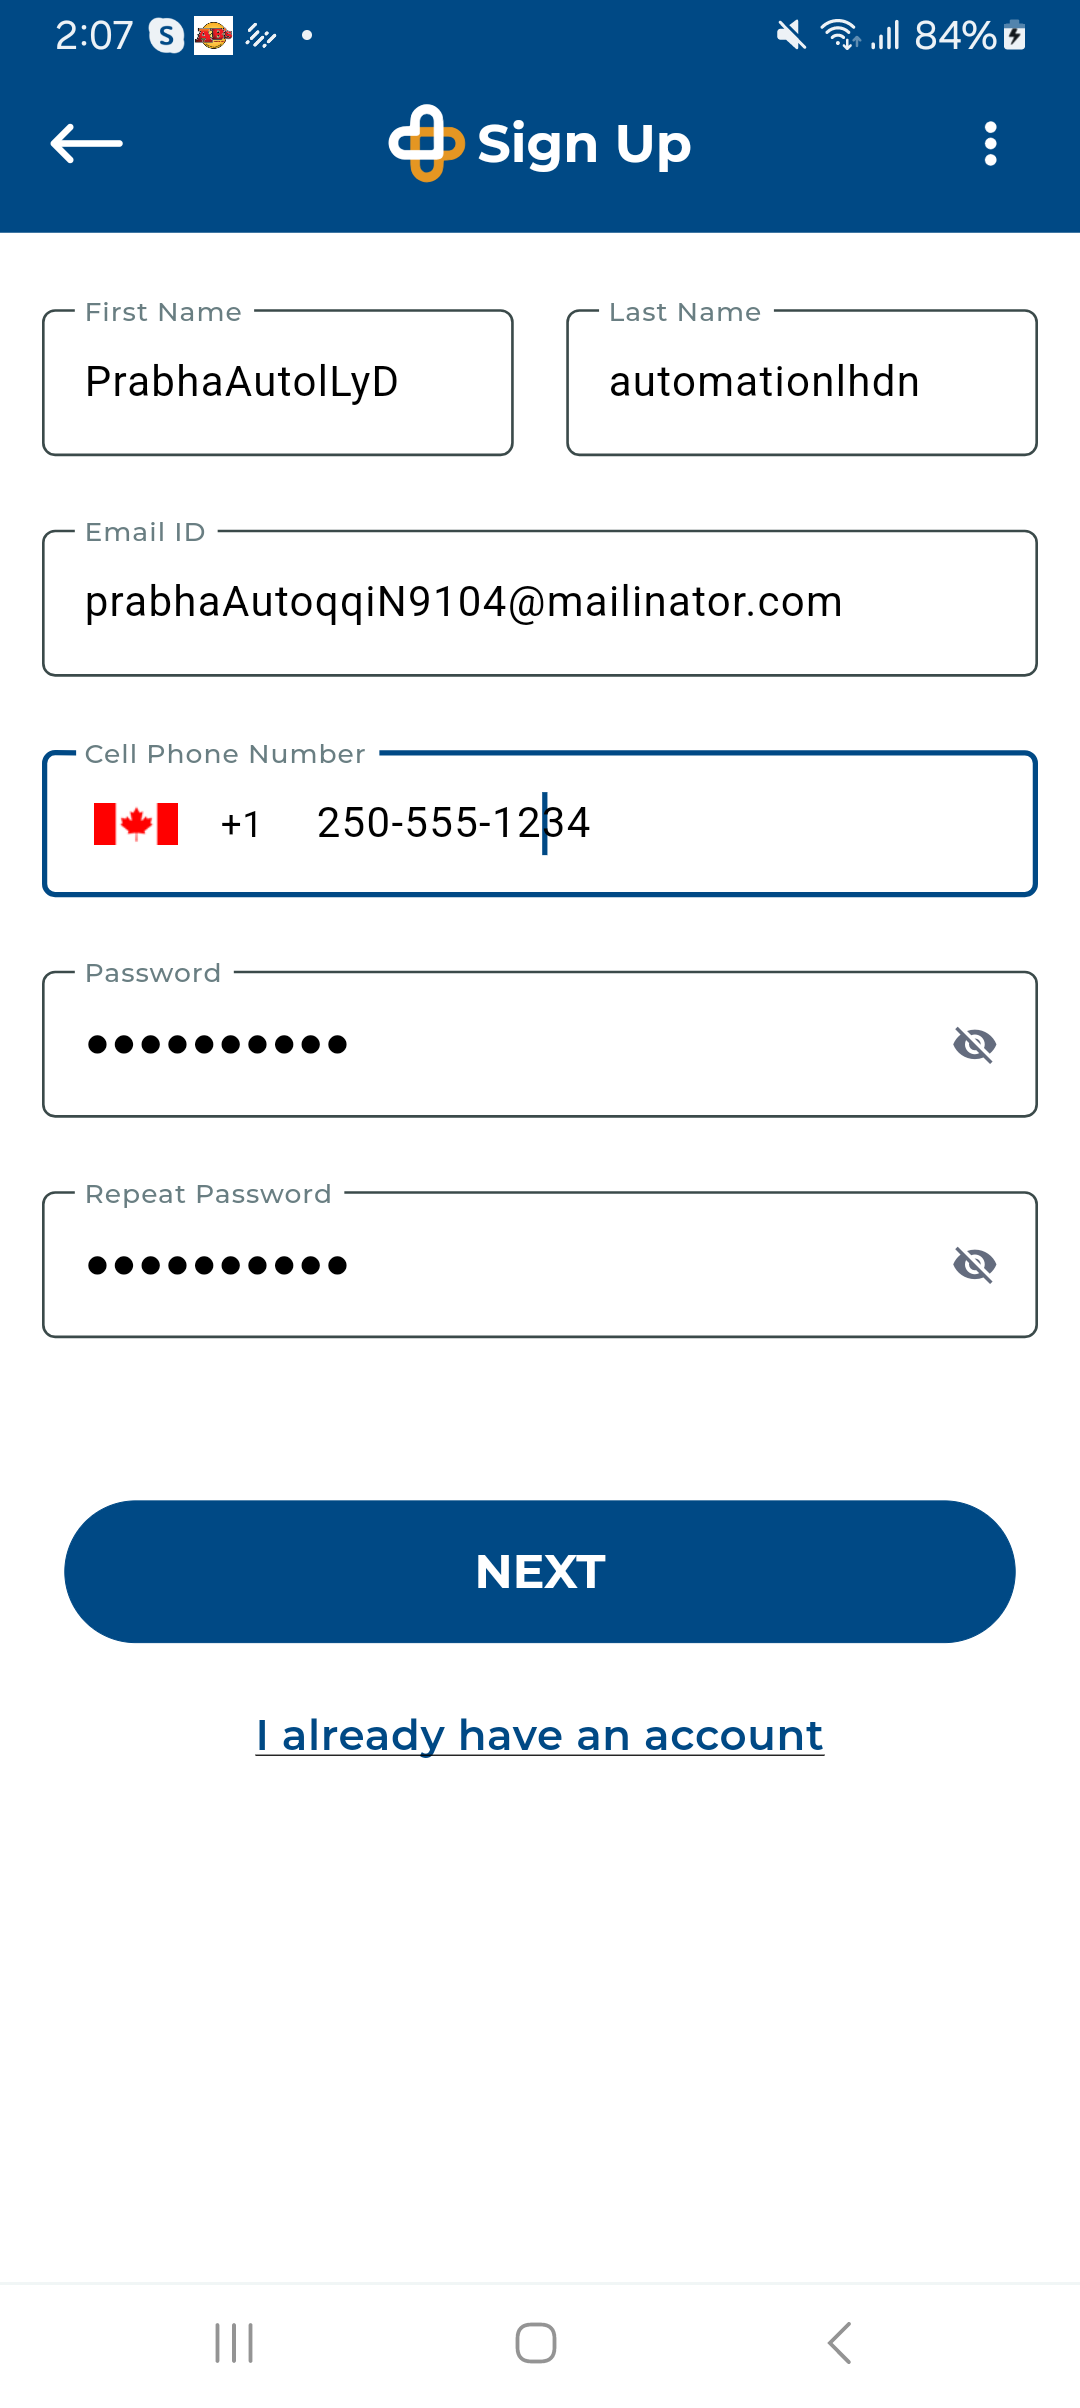 2:07 S 84%
Sign Up
First Name Last Name
PrabhaAutolLyD automationlhdn
Email ID
prabhaAutoqqiN9104@mailinator.com
Cell Phone Number
+1 250-555-1234
Password
••••••••••
Repeat Password
••••••••••
NEXT
I already have an account